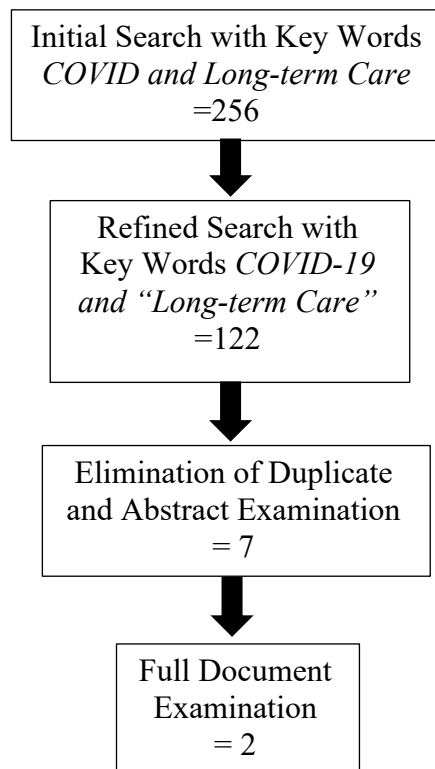 Initial Search with Key Words
COVID and Long-term Care
=256
Refined Search with
Key Words COVID-19
and “Long-term Care”
=122
Elimination of Duplicate
and Abstract Examination
= 7
Full Document
Examination
= 2